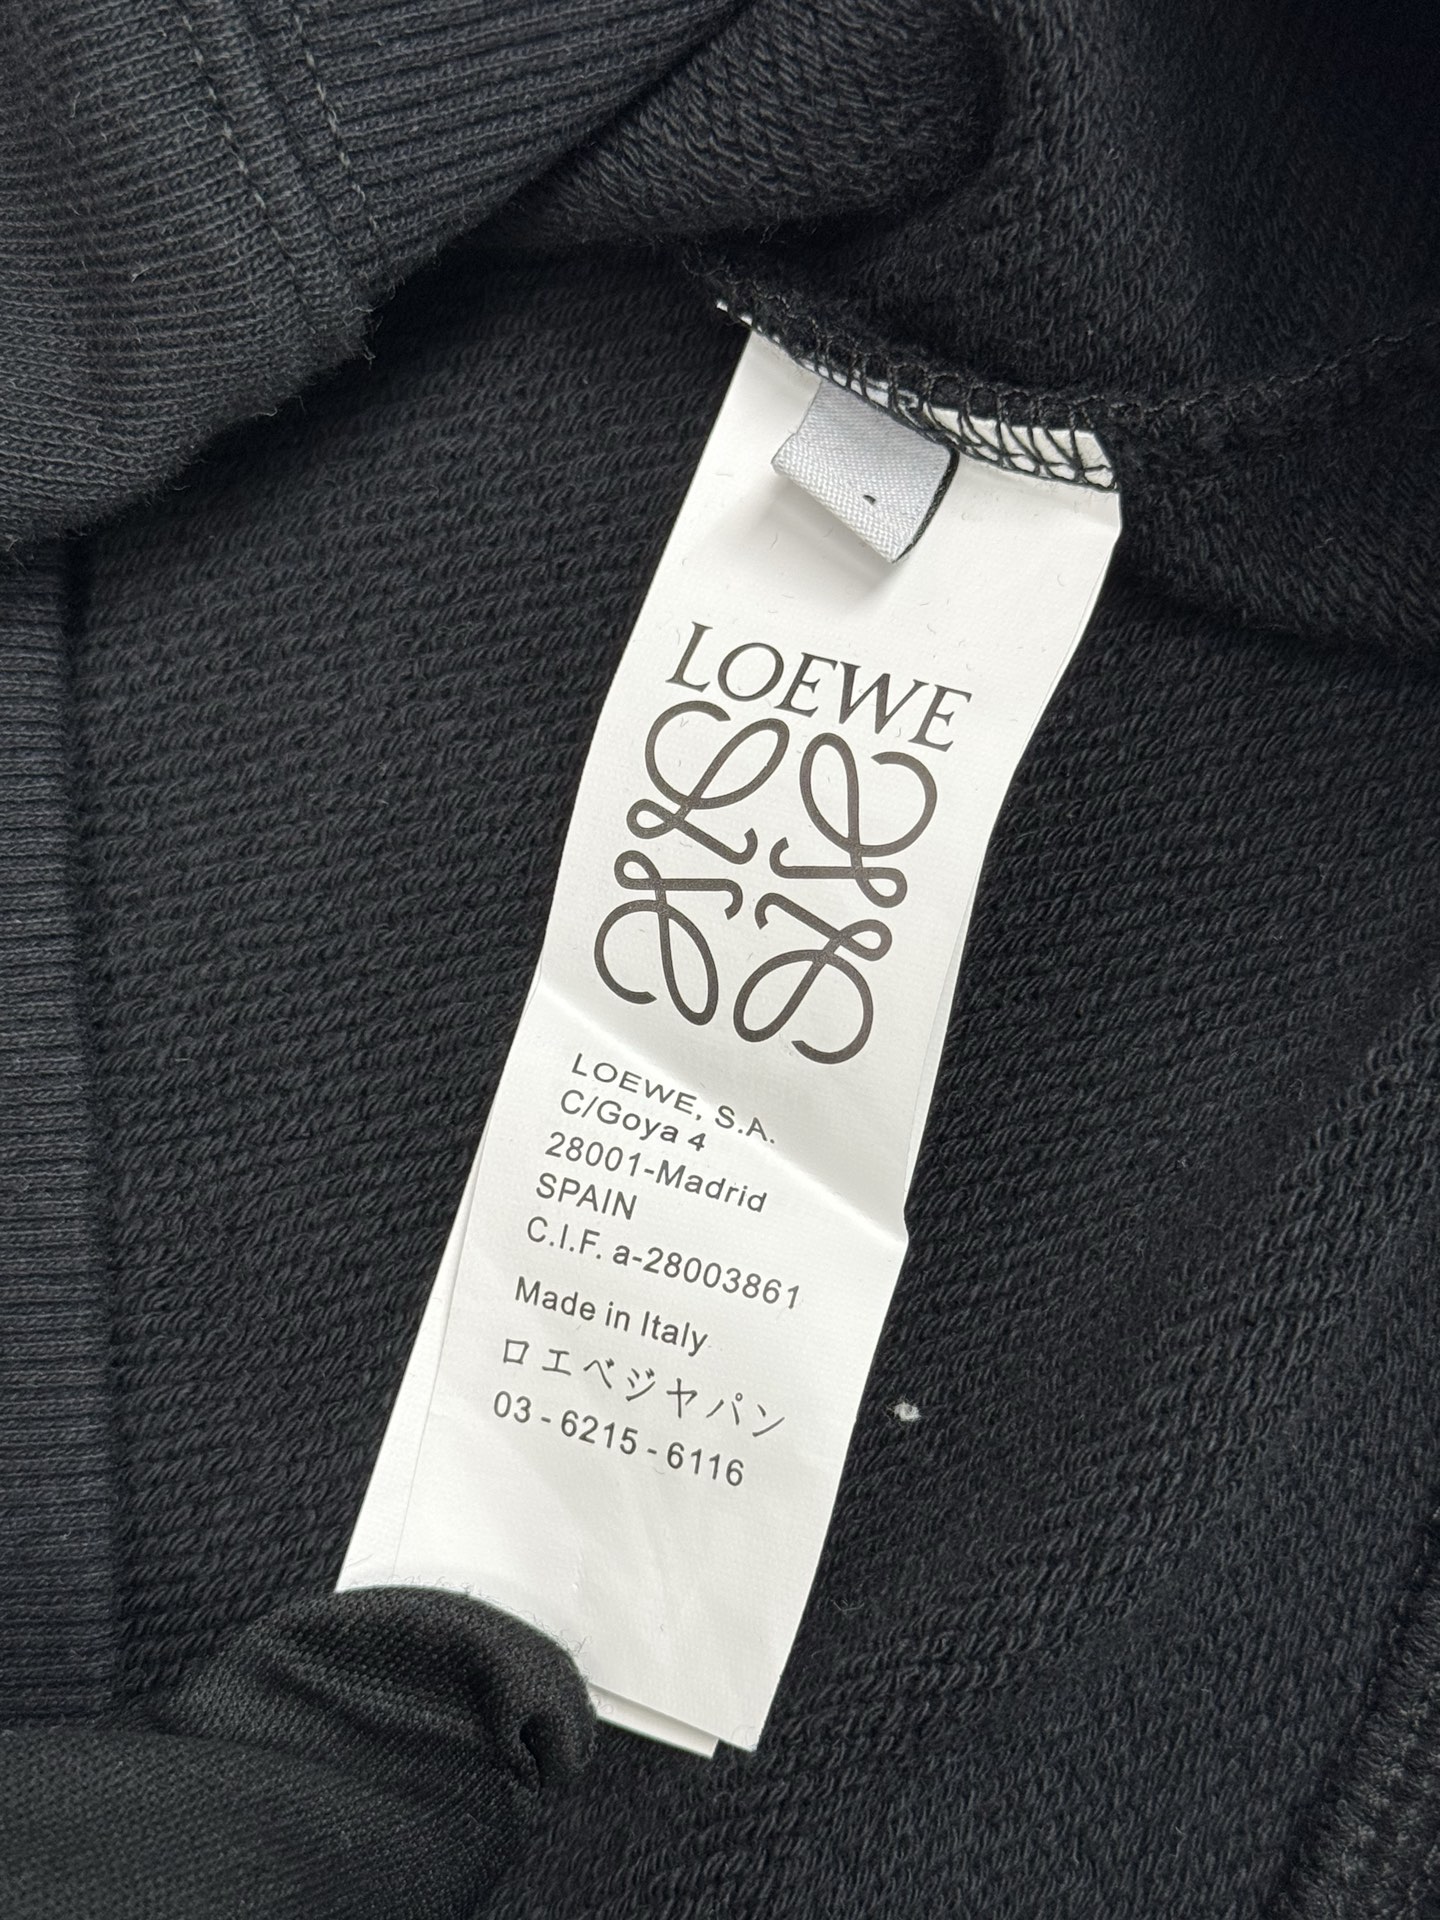 LOEWE
LOEWE, S.A.
C/Goya 4
28001-Madrid
SPAIN
C.I.F. a-28003861
Made in Italy
ロエベジャパン
03 - 6215 - 6116